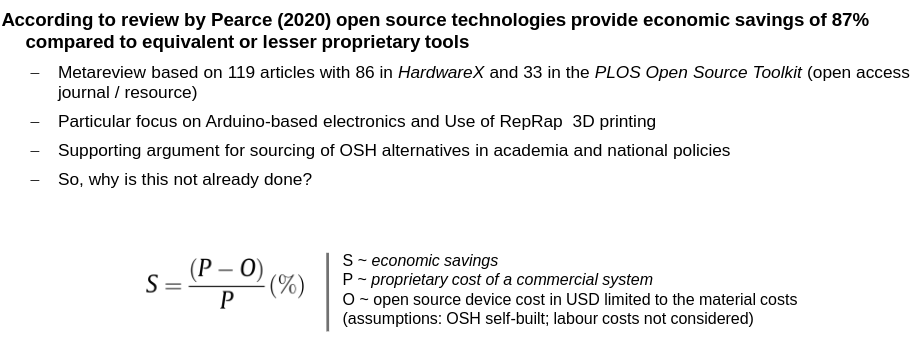 According to review by Pearce (2020) open source technologies provide economic savings of 87%
compared to equivalent or lesser proprietary tools
– Metareview based on 119 articles with 86 in HardwareX and 33 in the PLOS Open Source Toolkit (open access
journal / resource)
– Particular focus on Arduino-based electronics and Use of RepRap  3D printing
– Supporting argument for sourcing of OSH alternatives in academia and national policies
– So, why is this not already done?
S = (P – O) / P (%)
S ~ economic savings
P ~ proprietary cost of a commercial system
O ~ open source device cost in USD limited to the material costs
(assumptions: OSH self-built; labour costs not considered)